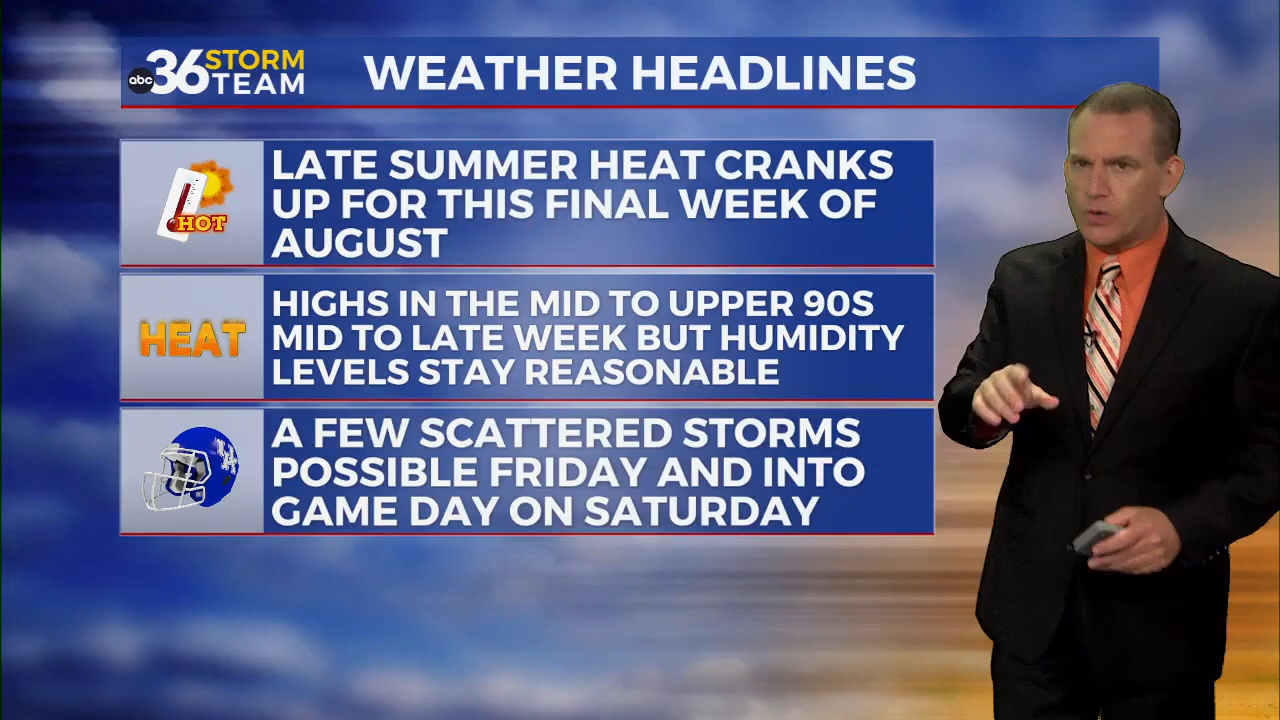 abc 36 STORM TEAM
WEATHER HEADLINES
HOT
LATE SUMMER HEAT CRANKS
UP FOR THIS FINAL WEEK OF
AUGUST
HEAT
HIGHS IN THE MID TO UPPER 90S
MID TO LATE WEEK BUT HUMIDITY
LEVELS STAY REASONABLE
UK
A FEW SCATTERED STORMS
POSSIBLE FRIDAY AND INTO
GAME DAY ON SATURDAY